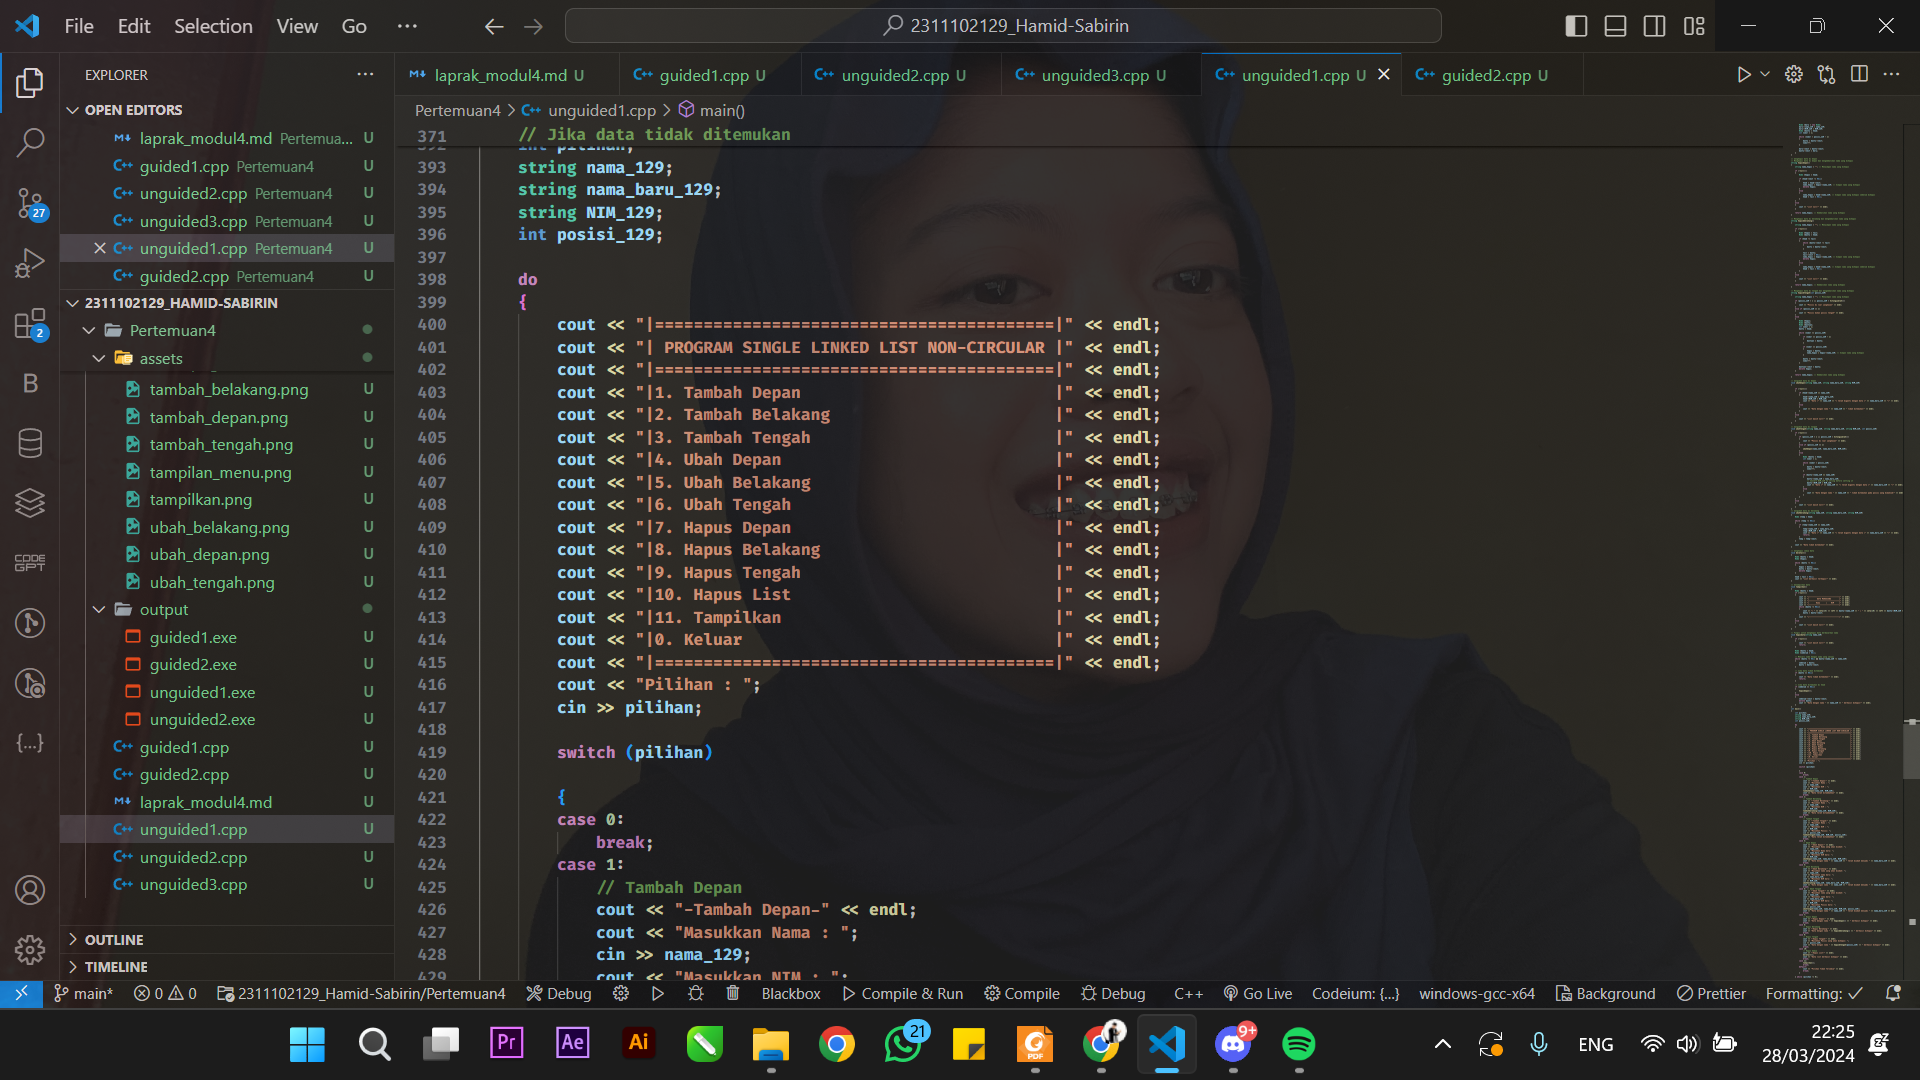 File Edit Selection View Go ··· 2311102129_Hamid-Sabirin
EXPLORER
laprak_modul4.md U guided1.cpp U unguided2.cpp U unguided3.cpp U unguided1.cpp U guided2.cpp U
Pertemuan4 > unguided1.cpp > main()
OPEN EDITORS
laprak_modul4.md Pertemua... U
guided1.cpp Pertemuan4 U
unguided2.cpp Pertemuan4 U
unguided3.cpp Pertemuan4 U
unguided1.cpp Pertemuan4 U
guided2.cpp Pertemuan4 U
2311102129_HAMID-SABIRIN
Pertemuan4
assets
tambah_belakang.png U
tambah_depan.png U
tambah_tengah.png U
tampilan_menu.png U
tampilkan.png U
ubah_belakang.png U
ubah_depan.png U
ubah_tengah.png U
output
guided1.exe U
guided2.exe U
unguided1.exe U
unguided2.exe U
guided1.cpp U
guided2.cpp U
laprak_modul4.md U
unguided1.cpp U
unguided2.cpp U
unguided3.cpp U
OUTLINE
TIMELINE
27
2
B
CODE
GPT
{...}
371 // Jika data tidak ditemukan
392 int pilihan;
393 string nama_129;
394 string nama_baru_129;
395 string NIM_129;
396 int posisi_129;
397
398 do
399 {
400 cout << "|=========================================|" << endl;
401 cout << "| PROGRAM SINGLE LINKED LIST NON-CIRCULAR |" << endl;
402 cout << "|=========================================|" << endl;
403 cout << "|1. Tambah Depan                          |" << endl;
404 cout << "|2. Tambah Belakang                       |" << endl;
405 cout << "|3. Tambah Tengah                         |" << endl;
406 cout << "|4. Ubah Depan                            |" << endl;
407 cout << "|5. Ubah Belakang                         |" << endl;
408 cout << "|6. Ubah Tengah                           |" << endl;
409 cout << "|7. Hapus Depan                           |" << endl;
410 cout << "|8. Hapus Belakang                        |" << endl;
411 cout << "|9. Hapus Tengah                          |" << endl;
412 cout << "|10. Hapus List                           |" << endl;
413 cout << "|11. Tampilkan                            |" << endl;
414 cout << "|0. Keluar                                |" << endl;
415 cout << "|=========================================|" << endl;
416 cout << "Pilihan : ";
417 cin >> pilihan;
418
419 switch (pilihan)
420
421 {
422 case 0:
423 break;
424 case 1:
425 // Tambah Depan
426 cout << "-Tambah Depan-" << endl;
427 cout << "Masukkan Nama : ";
428 cin >> nama_129;
429 cout << "Masukkan NIM : ";
main* 0 0 2311102129_Hamid-Sabirin/Pertemuan4 Debug Blackbox Compile & Run Compile Debug C++ Go Live Codeium: {...} windows-gcc-x64 Background Prettier Formatting:
Pr Ae Ai 21 PDF 9+ ENG
22:25
28/03/2024